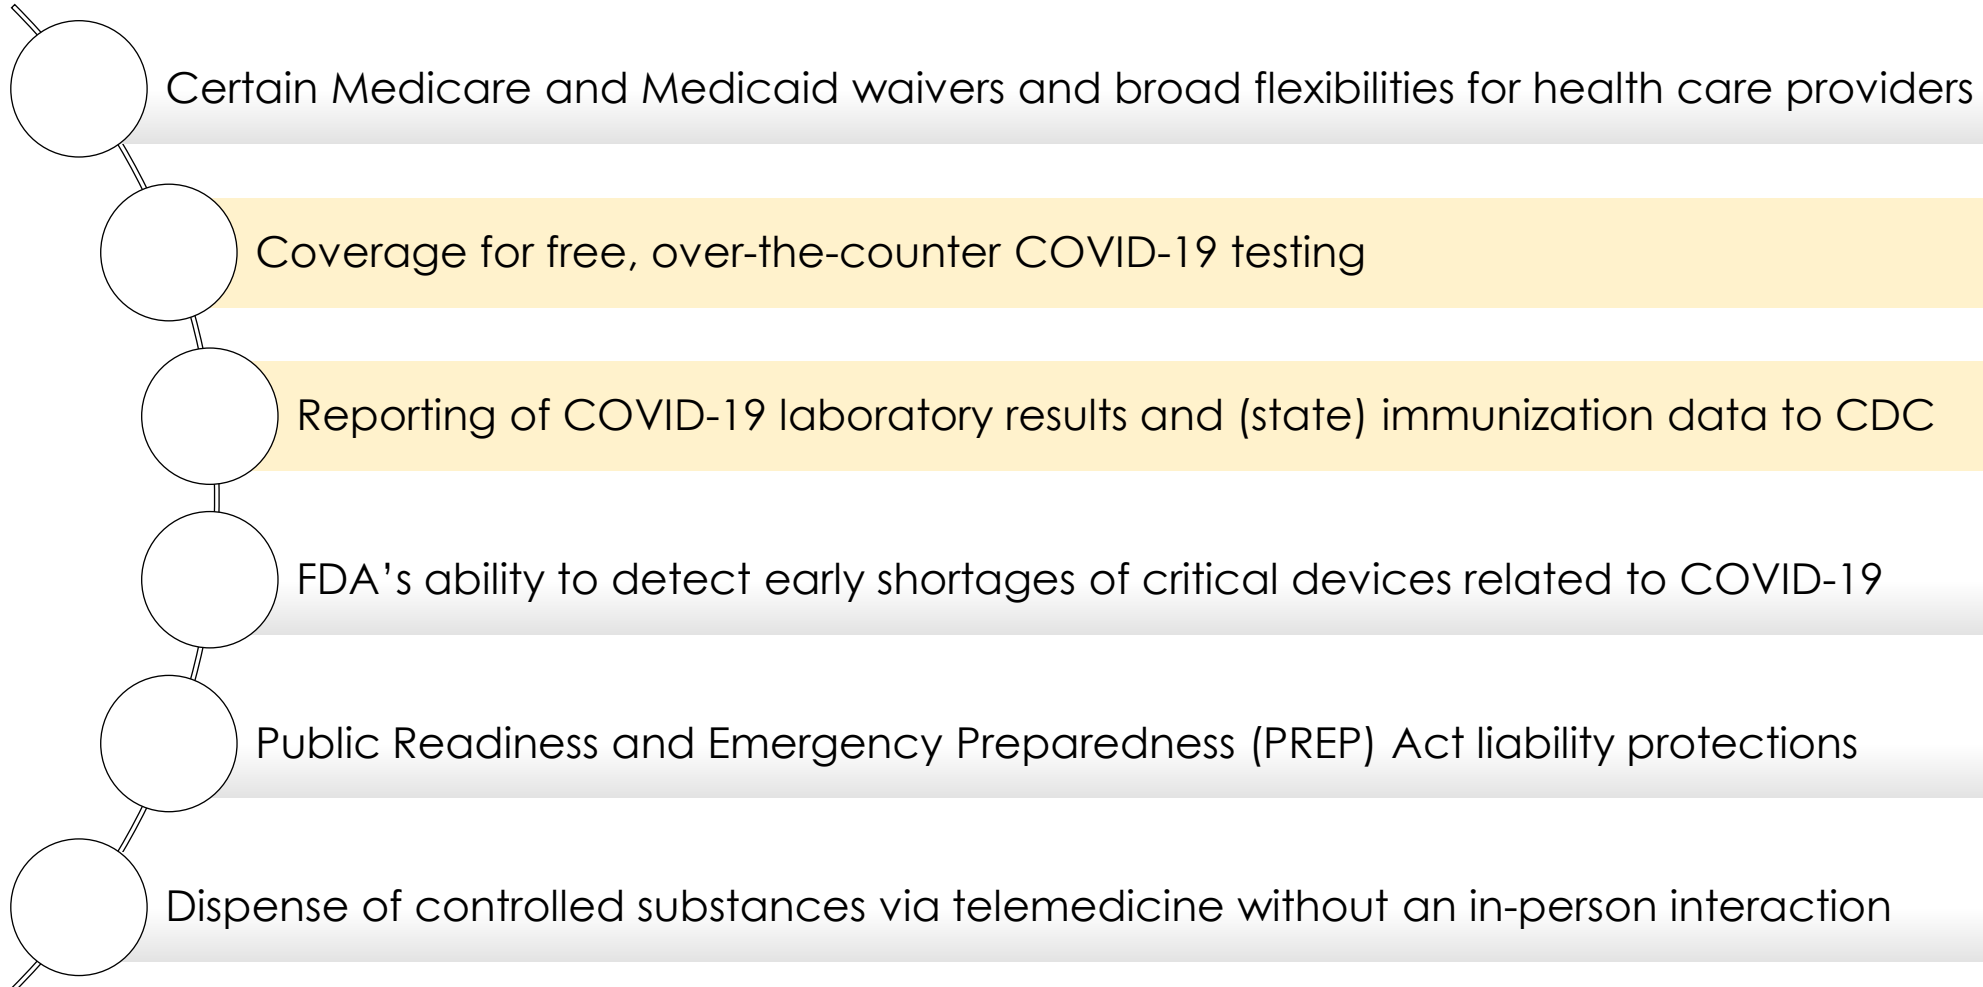 Certain Medicare and Medicaid waivers and broad flexibilities for health care providers
Coverage for free, over-the-counter COVID-19 testing
Reporting of COVID-19 laboratory results and (state) immunization data to CDC
FDA’s ability to detect early shortages of critical devices related to COVID-19
Public Readiness and Emergency Preparedness (PREP) Act liability protections
Dispense of controlled substances via telemedicine without an in-person interaction